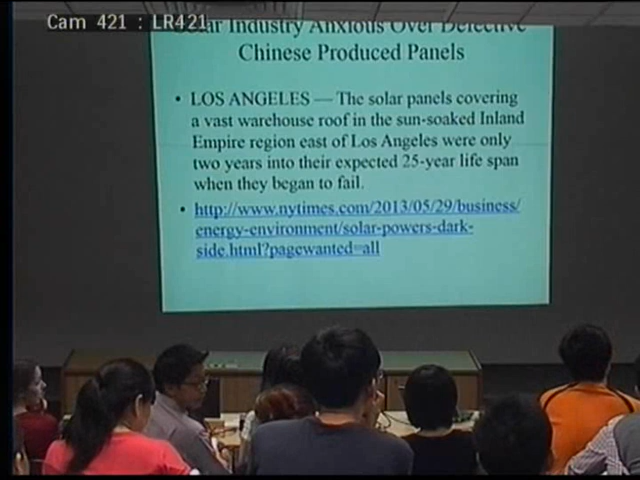 Cam 421 : LR421
ar Industry Anxious Over Defective
Chinese Produced Panels
• LOS ANGELES — The solar panels covering
a vast warehouse roof in the sun-soaked Inland
Empire region east of Los Angeles were only
two years into their expected 25-year life span
when they began to fail.
• http://www.nytimes.com/2013/05/29/business/
energy-environment/solar-powers-dark-
side.html?pagewanted=all